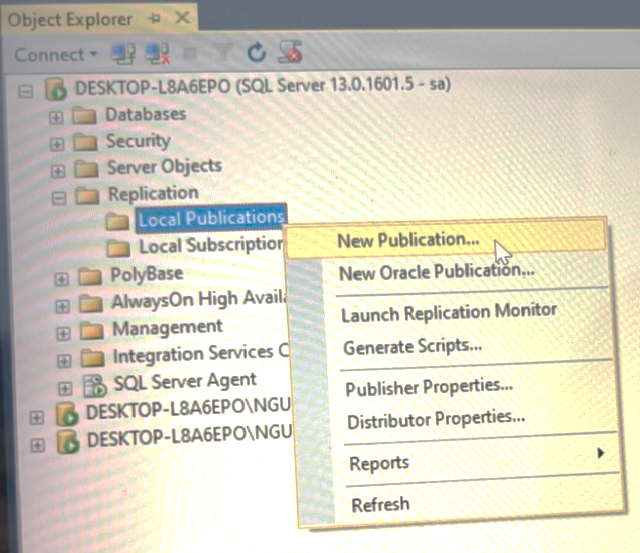 Object Explorer
Connect
DESKTOP-L8A6EPO (SQL Server 13.0.1601.5 - sa)
Databases
Security
Server Objects
Replication
Local Publications
Local Subscription
New Publication...
New Oracle Publication...
Launch Replication Monitor
Generate Scripts...
Publisher Properties...
Distributor Properties...
Reports
Refresh
PolyBase
AlwaysOn High Avail
Management
Integration Services C
SQL Server Agent
DESKTOP-L8A6EPO\NGU
DESKTOP-L8A6EPO\NGU